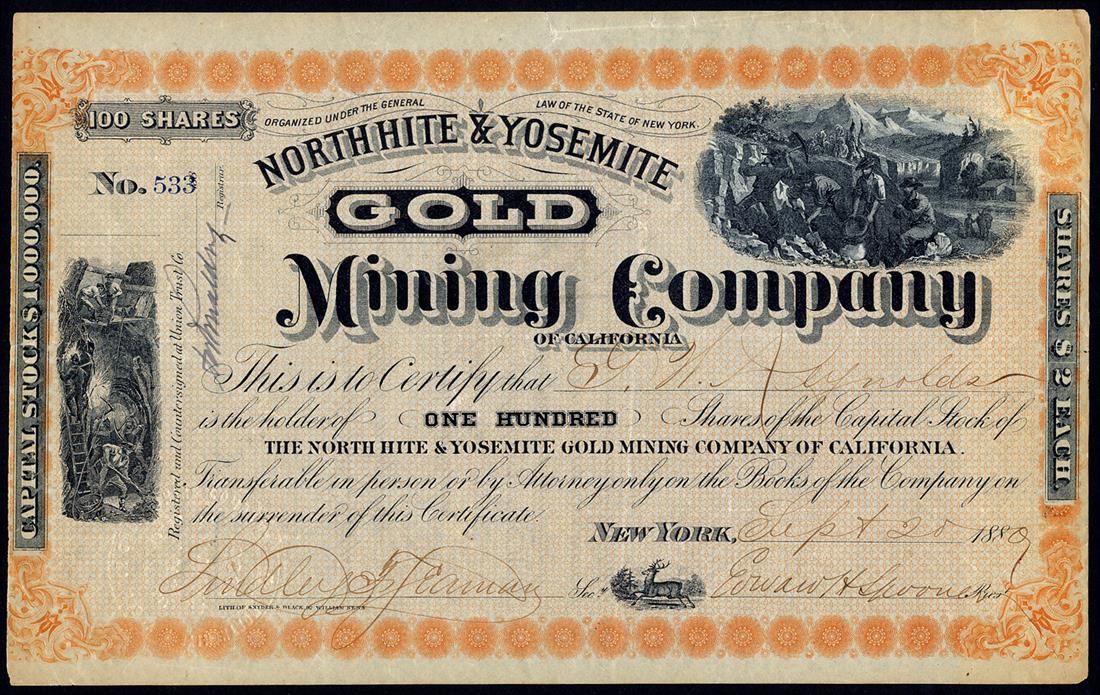 100 SHARES
ORGANIZED UNDER THE GENERAL LAW OF THE STATE OF NEW YORK.
No. 533
NORTH HITE & YOSEMITE
GOLD
Mining Company
OF CALIFORNIA
CAPITAL STOCK $1,000,000.
SHARES $2 EACH.
Registered and Countersigned at Union Trust Co.
Registrar.
This is to Certify that Reynolds
is the holder of ONE HUNDRED Shares of the Capital Stock of
THE NORTH HITE & YOSEMITE GOLD MINING COMPANY OF CALIFORNIA.
Transferable in person or by Attorney only on the Books of the Company on
the surrender of this Certificate.
NEW YORK, Sept 20 1880
Secy Edward H Spoone
LITH OF SNYDER & BLACK, 92 WILLIAM ST N.Y.